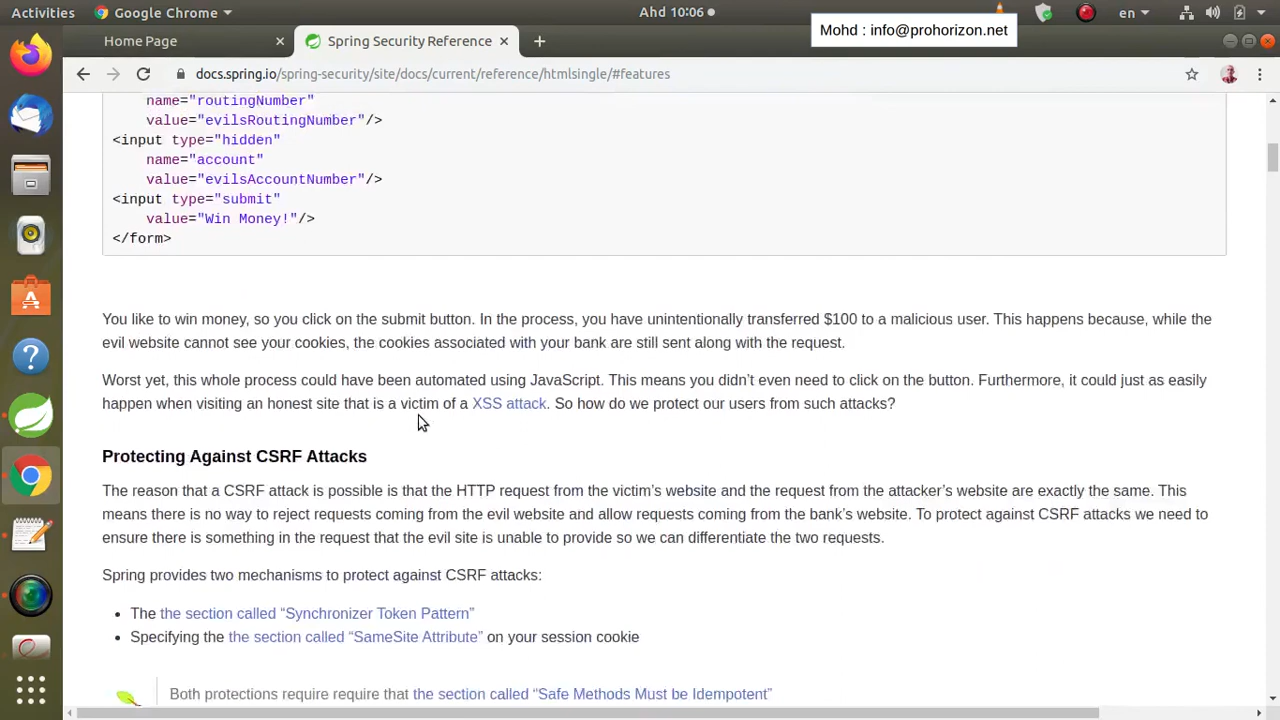 Activities
Google Chrome
Ahd 10:06
en
Mohd : info@prohorizon.net
Home Page
Spring Security Reference
docs.spring.io/spring-security/site/docs/current/reference/htmlsingle/#features
name="routingNumber"
value="evilsRoutingNumber"/>
<input type="hidden"
name="account"
value="evilsAccountNumber"/>
<input type="submit"
value="Win Money!"/>
</form>
You like to win money, so you click on the submit button. In the process, you have unintentionally transferred $100 to a malicious user. This happens because, while the
evil website cannot see your cookies, the cookies associated with your bank are still sent along with the request.
Worst yet, this whole process could have been automated using JavaScript. This means you didn’t even need to click on the button. Furthermore, it could just as easily
happen when visiting an honest site that is a victim of a XSS attack. So how do we protect our users from such attacks?
Protecting Against CSRF Attacks
The reason that a CSRF attack is possible is that the HTTP request from the victim’s website and the request from the attacker’s website are exactly the same. This
means there is no way to reject requests coming from the evil website and allow requests coming from the bank’s website. To protect against CSRF attacks we need to
ensure there is something in the request that the evil site is unable to provide so we can differentiate the two requests.
Spring provides two mechanisms to protect against CSRF attacks:
• The the section called “Synchronizer Token Pattern”
• Specifying the the section called “SameSite Attribute” on your session cookie
Both protections require require that the section called “Safe Methods Must be Idempotent”